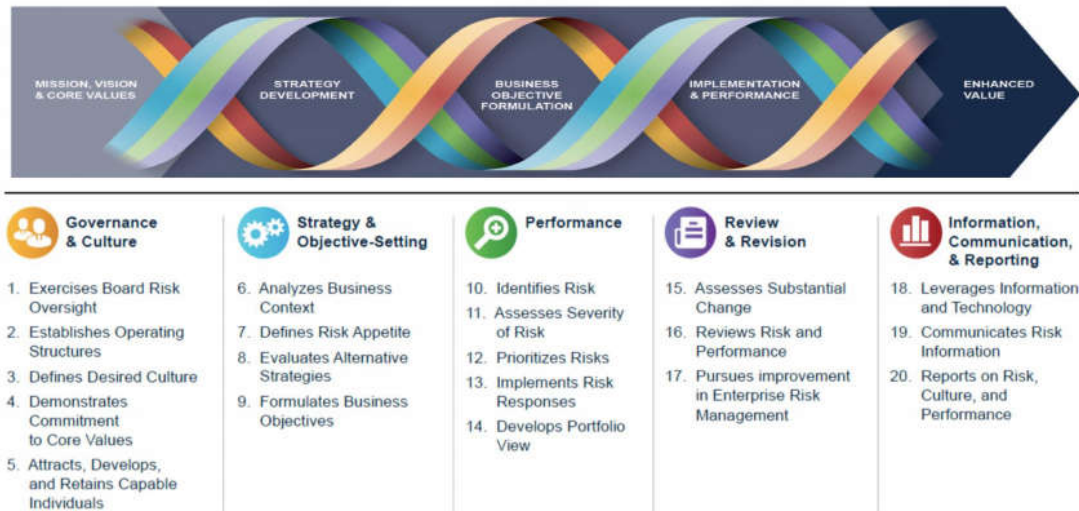 MISSION, VISION
& CORE VALUES
STRATEGY
DEVELOPMENT
BUSINESS
OBJECTIVE
FORMULATION
IMPLEMENTATION
& PERFORMANCE
ENHANCED
VALUE
Governance
& Culture
1. Exercises Board Risk
Oversight
2. Establishes Operating
Structures
3. Defines Desired Culture
4. Demonstrates
Commitment
to Core Values
5. Attracts, Develops,
and Retains Capable
Individuals
Strategy &
Objective-Setting
6. Analyzes Business
Context
7. Defines Risk Appetite
8. Evaluates Alternative
Strategies
9. Formulates Business
Objectives
Performance
10. Identifies Risk
11. Assesses Severity
of Risk
12. Prioritizes Risks
13. Implements Risk
Responses
14. Develops Portfolio
View
Review
& Revision
15. Assesses Substantial
Change
16. Reviews Risk and
Performance
17. Pursues improvement
in Enterprise Risk
Management
Information,
Communication,
& Reporting
18. Leverages Information
and Technology
19. Communicates Risk
Information
20. Reports on Risk,
Culture, and
Performance